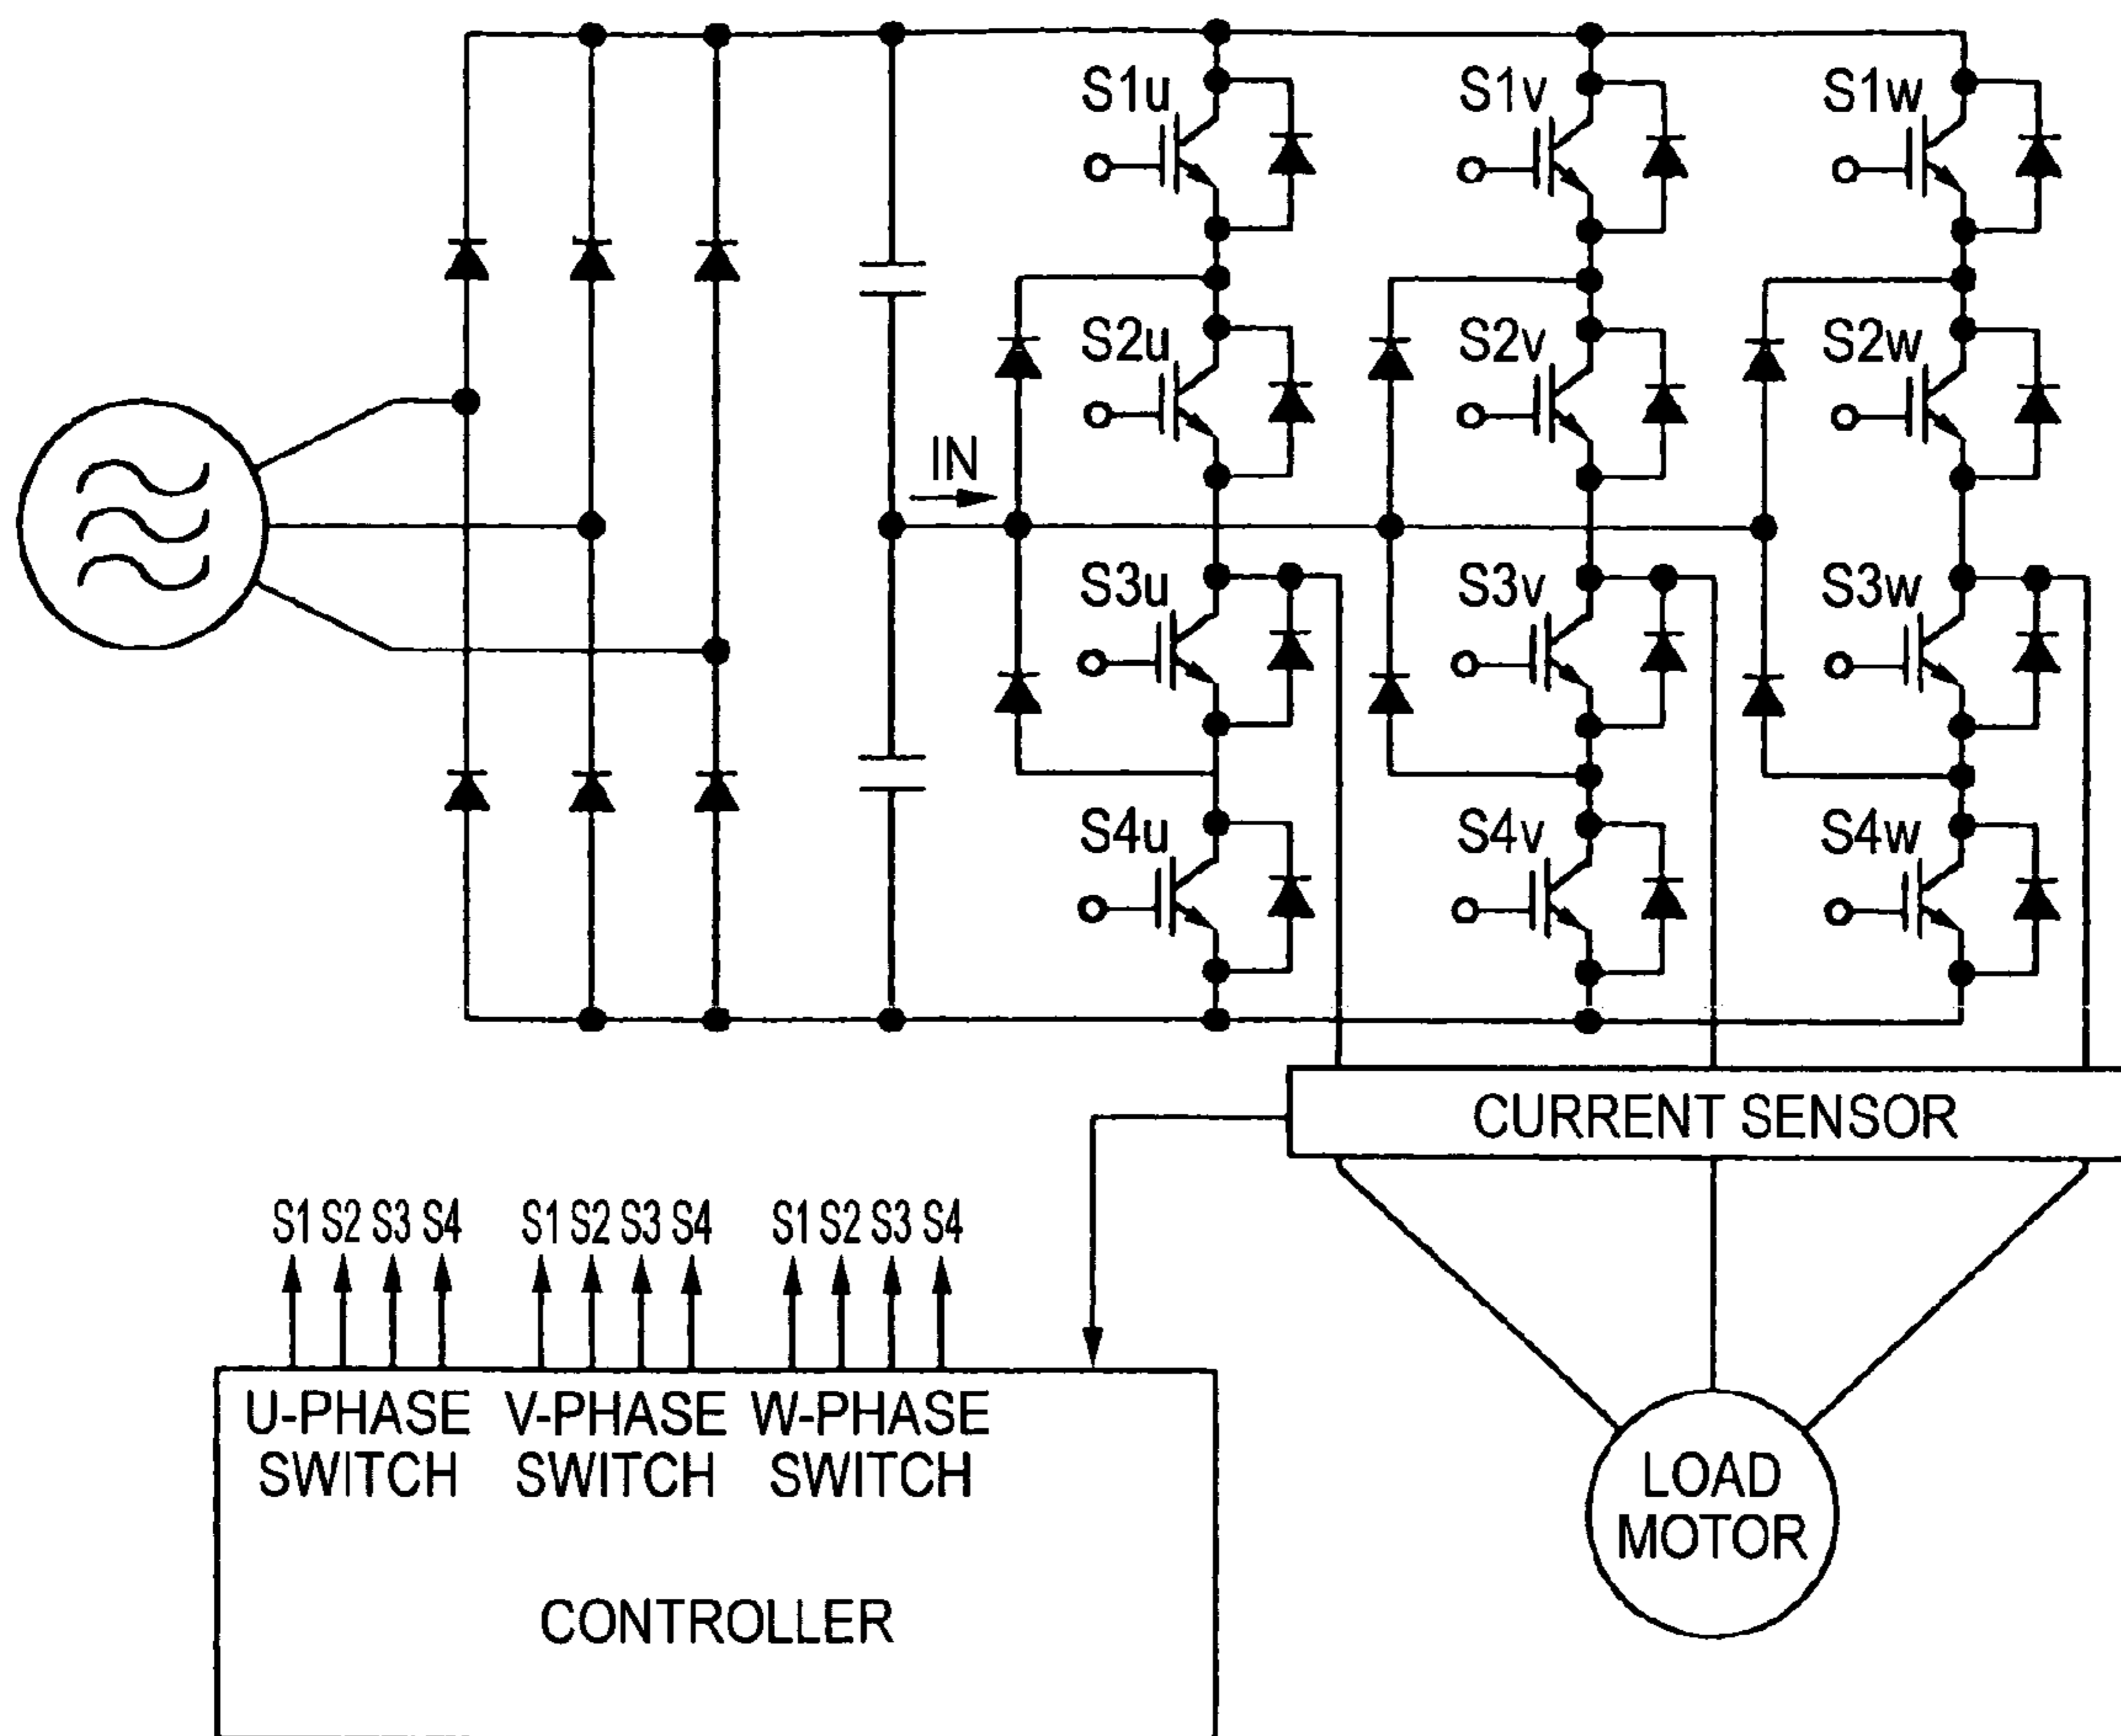 S1u
S1v
S1w
S2u
S2v
S2w
IN
S3u
S3v
S3w
S4u
S4v
S4w
CURRENT SENSOR
S1 S2 S3 S4 S1 S2 S3 S4 S1 S2 S3 S4
U-PHASE SWITCH
V-PHASE SWITCH
W-PHASE SWITCH
LOAD
MOTOR
CONTROLLER